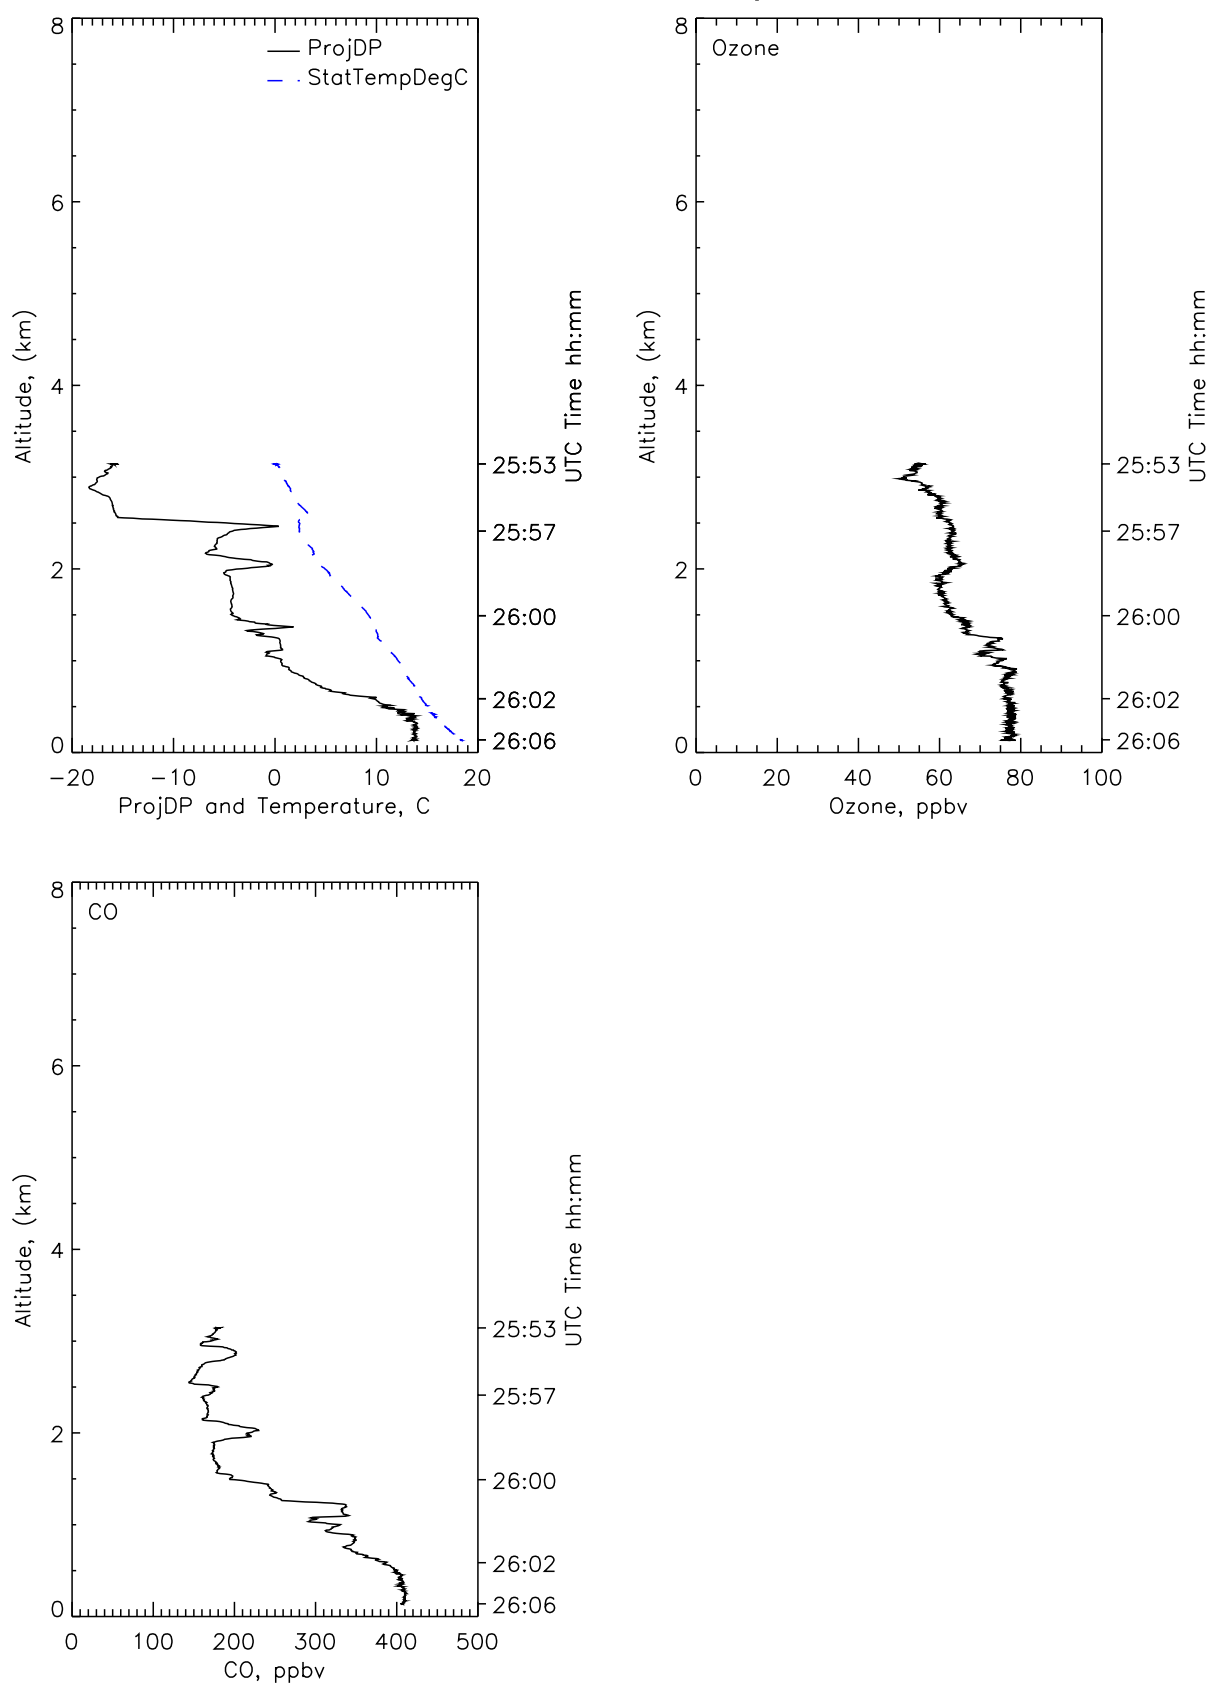 ProjDP
StatTempDegC
8
6
4
2
0
Altitude, (km)
25:53
25:57
26:00
26:02
26:06
UTC Time hh:mm
−20 −10 0 10 20
ProjDP and Temperature, C
Ozone
8
6
4
2
0
Altitude, (km)
25:53
25:57
26:00
26:02
26:06
UTC Time hh:mm
0 20 40 60 80 100
Ozone, ppbv
CO
8
6
4
2
0
Altitude, (km)
25:53
25:57
26:00
26:02
26:06
UTC Time hh:mm
0 100 200 300 400 500
CO, ppbv